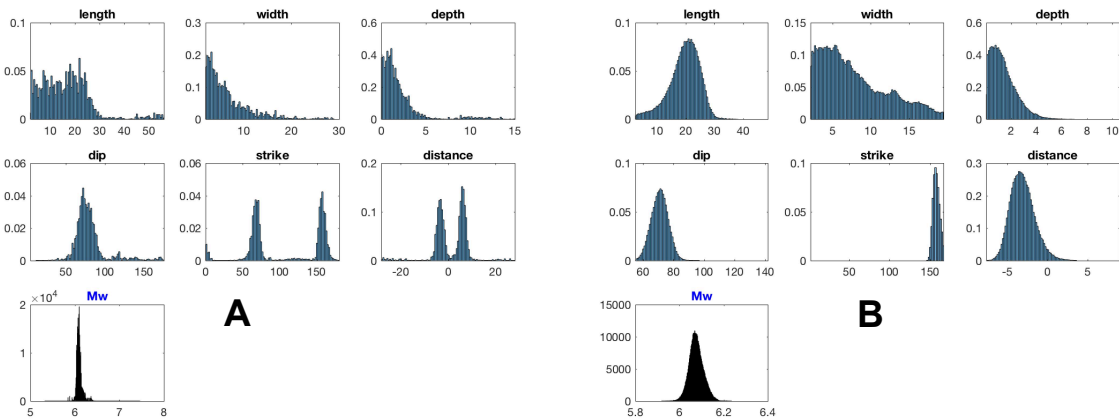 length width depth
0.1 0.3 0.6
0.05 0.2 0.4
0.1 0.2
0 0 0
10 20 30 40 50 10 20 30 0 5 10 15
dip strike distance
0.06 0.06 0.2
0.04 0.04
0.1
0.02 0.02
0 0 0
50 100 150 0 50 100 150 -20 0 20
Mw
2 ×10⁴
1
0
5 6 7 8
A
length width depth
0.1 0.15 0.6
0.05 0.1 0.4
0.05 0.2
0 0 0
10 20 30 40 5 10 15 2 4 6 8 10
dip strike distance
0.1 0.1 0.3
0.2
0.05 0.05
0.1
0 0 0
60 80 100 120 140 50 100 150 -5 0 5
Mw
15000
10000
5000
0
5.8 6 6.2 6.4
B